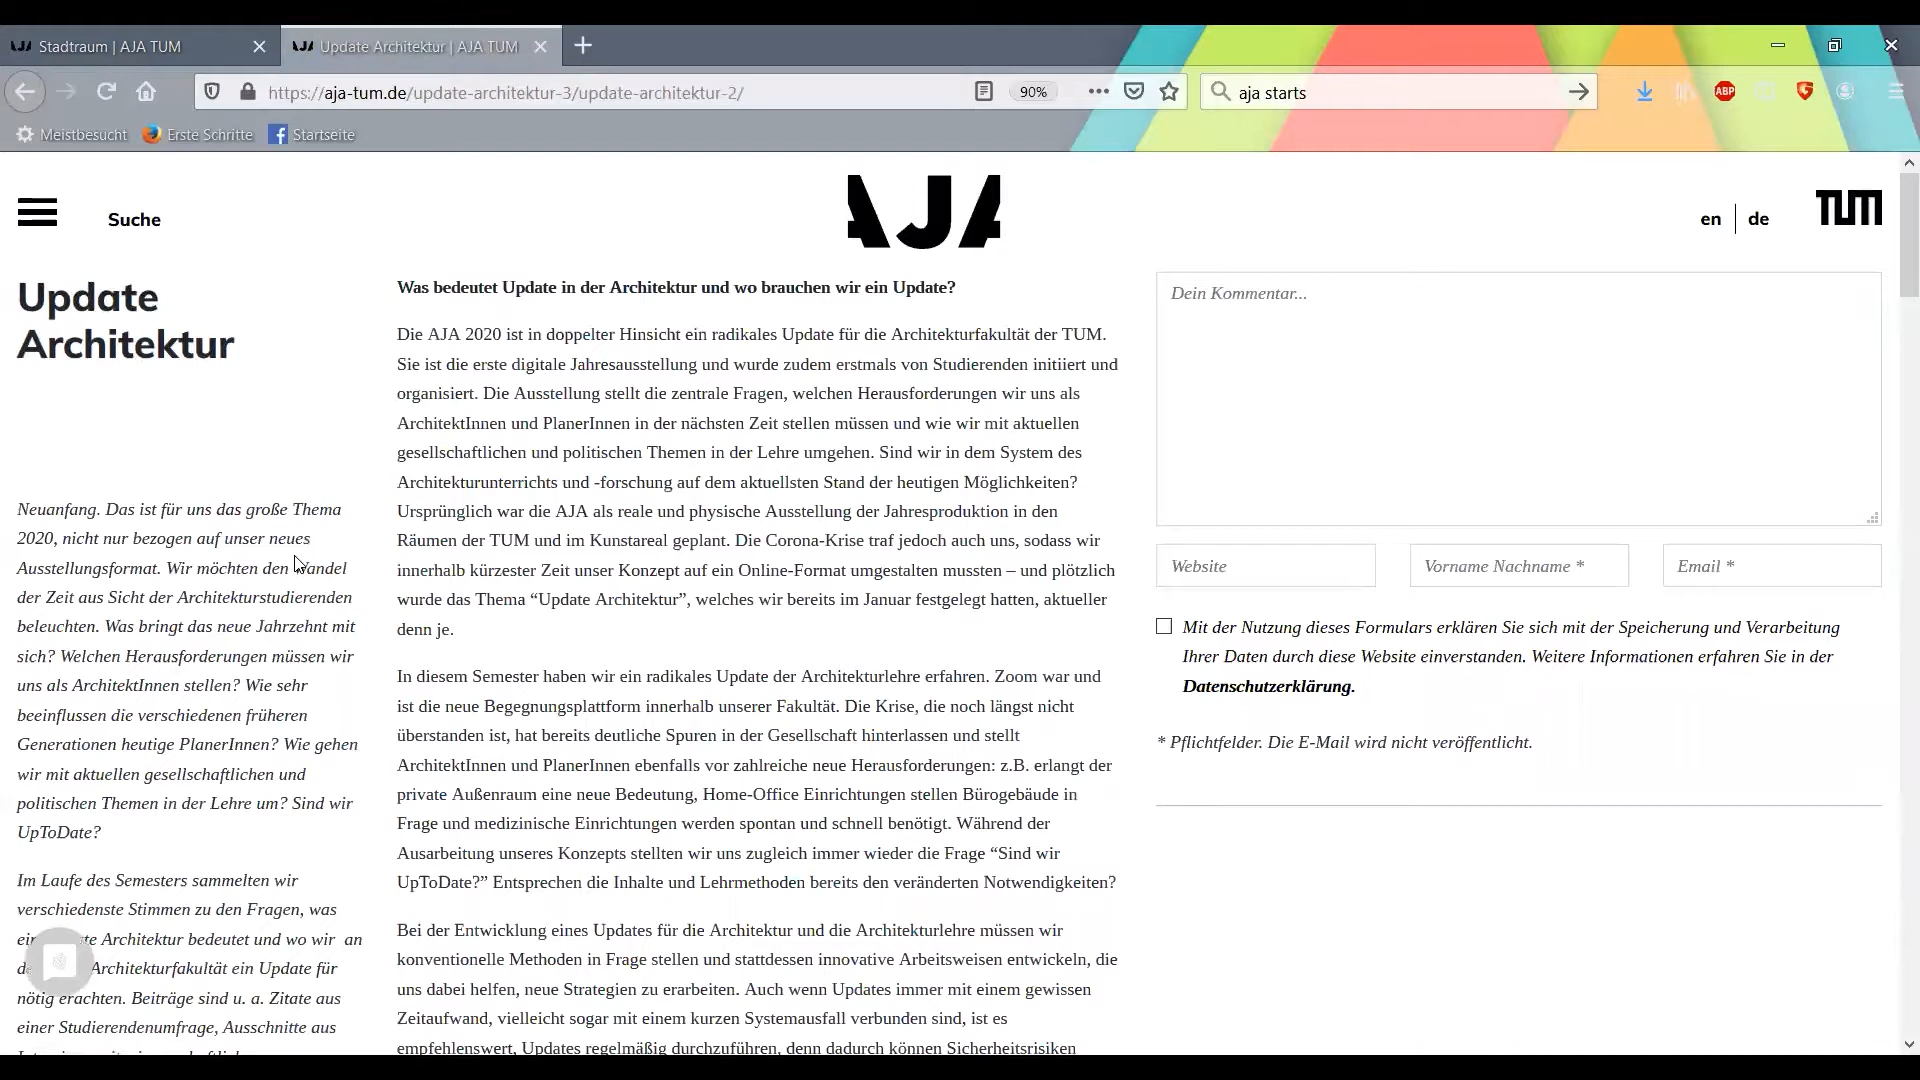 Stadtraum | AJA TUM
Update Architektur | AJA TUM
https://aja-tum.de/update-architektur-3/update-architektur-2/
90%
aja starts
ABP
Meistbesucht
Erste Schritte
Startseite
Suche
AJA
en | de
TUM
Update
Architektur
Neuanfang. Das ist für uns das große Thema
2020, nicht nur bezogen auf unser neues
Ausstellungsformat. Wir möchten den Wandel
der Zeit aus Sicht der Architekturstudierenden
beleuchten. Was bringt das neue Jahrzehnt mit
sich? Welchen Herausforderungen müssen wir
uns als ArchitektInnen stellen? Wie sehr
beeinflussen die verschiedenen früheren
Generationen heutige PlanerInnen? Wie gehen
wir mit aktuellen gesellschaftlichen und
politischen Themen in der Lehre um? Sind wir
UpToDate?
Im Laufe des Semesters sammelten wir
verschiedenste Stimmen zu den Fragen, was
Architektur bedeutet und wo wir an
Architekturfakultät ein Update für
nötig erachten. Beiträge sind u. a. Zitate aus
einer Studierendenumfrage, Ausschnitte aus
Was bedeutet Update in der Architektur und wo brauchen wir ein Update?
Die AJA 2020 ist in doppelter Hinsicht ein radikales Update für die Architekturfakultät der TUM.
Sie ist die erste digitale Jahresausstellung und wurde zudem erstmals von Studierenden initiiert und
organisiert. Die Ausstellung stellt die zentrale Fragen, welchen Herausforderungen wir uns als
ArchitektInnen und PlanerInnen in der nächsten Zeit stellen müssen und wie wir mit aktuellen
gesellschaftlichen und politischen Themen in der Lehre umgehen. Sind wir in dem System des
Architekturunterrichts und -forschung auf dem aktuellsten Stand der heutigen Möglichkeiten?
Ursprünglich war die AJA als reale und physische Ausstellung der Jahresproduktion in den
Räumen der TUM und im Kunstareal geplant. Die Corona-Krise traf jedoch auch uns, sodass wir
innerhalb kürzester Zeit unser Konzept auf ein Online-Format umgestalten mussten – und plötzlich
wurde das Thema “Update Architektur”, welches wir bereits im Januar festgelegt hatten, aktueller
denn je.
In diesem Semester haben wir ein radikales Update der Architekturlehre erfahren. Zoom war und
ist die neue Begegnungsplattform innerhalb unserer Fakultät. Die Krise, die noch längst nicht
überstanden ist, hat bereits deutliche Spuren in der Gesellschaft hinterlassen und stellt
ArchitektInnen und PlanerInnen ebenfalls vor zahlreiche neue Herausforderungen: z.B. erlangt der
private Außenraum eine neue Bedeutung, Home-Office Einrichtungen stellen Bürogebäude in
Frage und medizinische Einrichtungen werden spontan und schnell benötigt. Während der
Ausarbeitung unseres Konzepts stellten wir uns zugleich immer wieder die Frage “Sind wir
UpToDate?” Entsprechen die Inhalte und Lehrmethoden bereits den veränderten Notwendigkeiten?
Bei der Entwicklung eines Updates für die Architektur und die Architekturlehre müssen wir
konventionelle Methoden in Frage stellen und stattdessen innovative Arbeitsweisen entwickeln, die
uns dabei helfen, neue Strategien zu erarbeiten. Auch wenn Updates immer mit einem gewissen
Zeitaufwand, vielleicht sogar mit einem kurzen Systemausfall verbunden sind, ist es
empfehlenswert, Updates regelmäßig durchzuführen, denn dadurch können Sicherheitsrisiken
Dein Kommentar...
Website
Vorname Nachname *
Email *
Mit der Nutzung dieses Formulars erklären Sie sich mit der Speicherung und Verarbeitung
Ihrer Daten durch diese Website einverstanden. Weitere Informationen erfahren Sie in der
Datenschutzerklärung.
* Pflichtfelder. Die E-Mail wird nicht veröffentlicht.